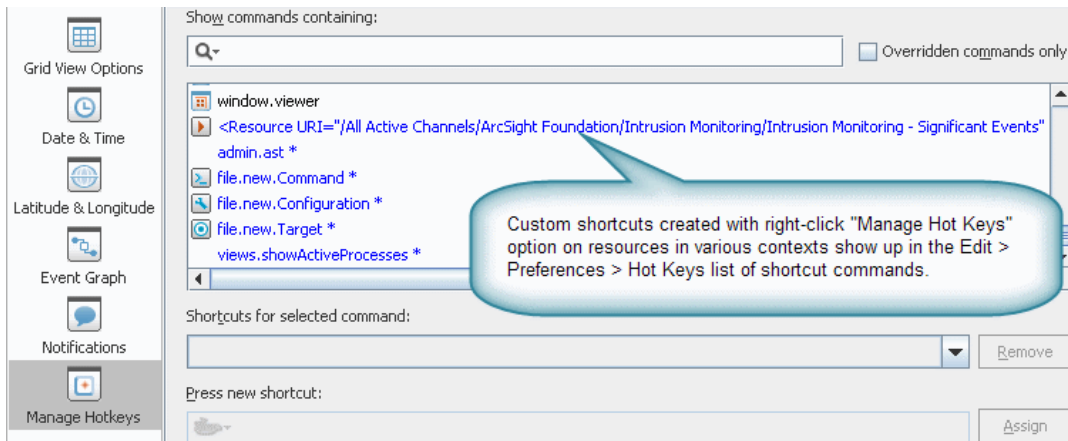 Show commands containing:
Overridden commands only
Grid View Options
Date & Time
Latitude & Longitude
Event Graph
Notifications
Manage Hotkeys
window.viewer
<Resource URI="/All Active Channels/ArcSight Foundation/Intrusion Monitoring/Intrusion Monitoring - Significant Events"
admin.ast *
file.new.Command *
file.new.Configuration *
file.new.Target *
views.showActiveProcesses *
Custom shortcuts created with right-click "Manage Hot Keys"
option on resources in various contexts show up in the Edit >
Preferences > Hot Keys list of shortcut commands.
Shortcuts for selected command:
Remove
Press new shortcut:
Assign